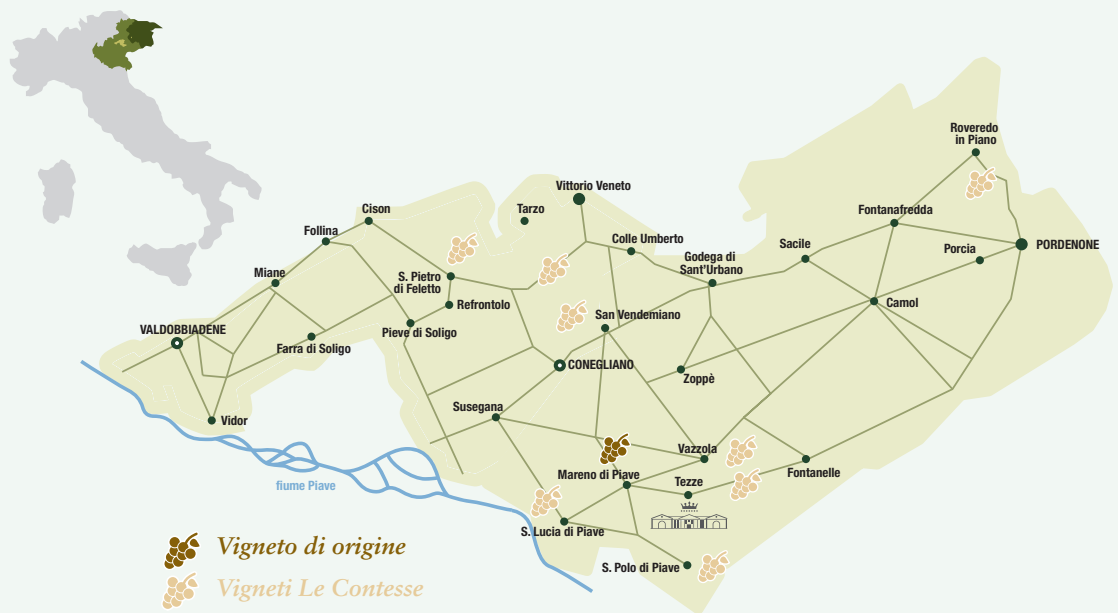 Roveredo
in Piano
Vittorio Veneto
Cison
Tarzo
Fontanafredda
Follina
Colle Umberto
Sacile
PORDENONE
Porcia
Godega di
Sant'Urbano
Miane
S. Pietro
di Feletto
Refrontolo
Camol
San Vendemiano
VALDOBBIADENE
Pieve di Soligo
Farra di Soligo
CONEGLIANO
Zoppè
Susegana
Vidor
Vazzola
Mareno di Piave
Fontanelle
Tezze
fiume Piave
S. Lucia di Piave
S. Polo di Piave
Vigneto di origine
Vigneti Le Contesse